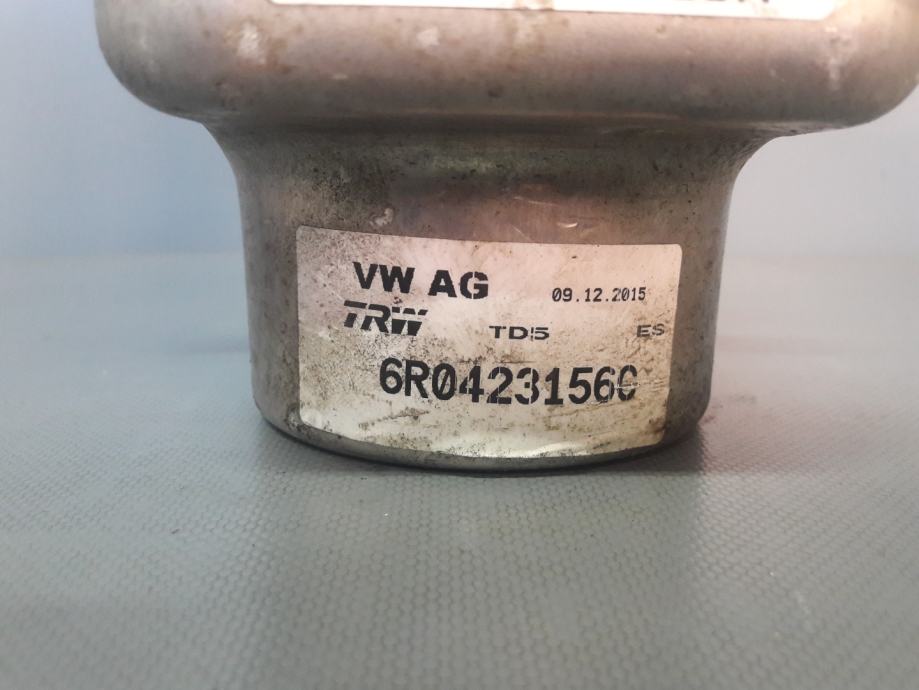 VW AG
09.12.2015
TRW
TD5
ES
6R0423156C